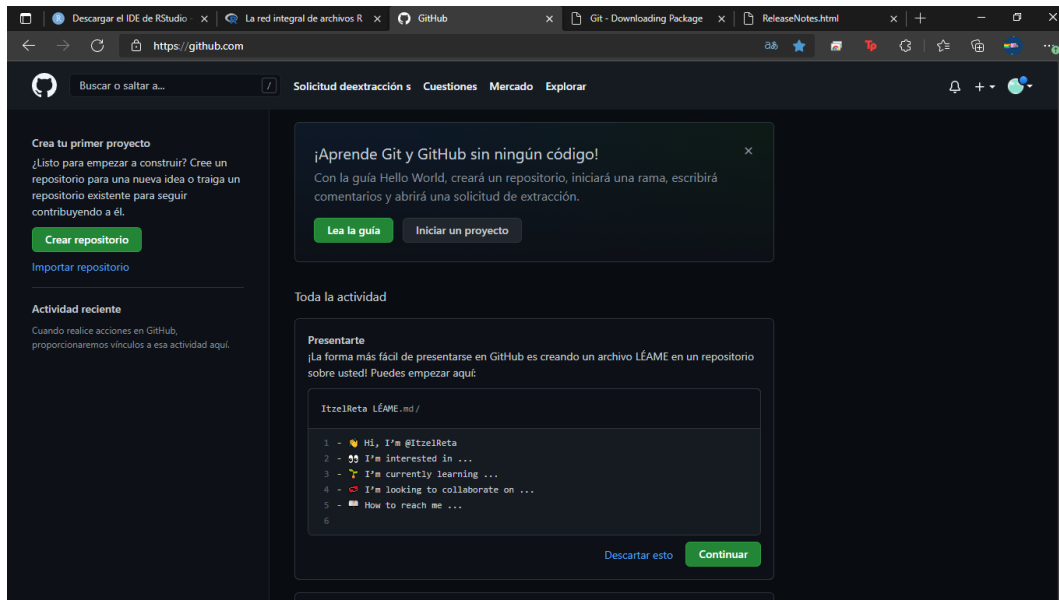 Descargar el IDE de RStudio
La red integral de archivos R
GitHub
Git - Downloading Package
ReleaseNotes.html
https://github.com
Buscar o saltar a...
/
Solicitud deextracción s Cuestiones Mercado Explorar
Crea tu primer proyecto
¿Listo para empezar a construir? Cree un
repositorio para una nueva idea o traiga un
repositorio existente para seguir
contribuyendo a él.
Crear repositorio
Importar repositorio
Actividad reciente
Cuando realice acciones en GitHub,
proporcionaremos vínculos a esa actividad aquí.
¡Aprende Git y GitHub sin ningún código!
Con la guía Hello World, creará un repositorio, iniciará una rama, escribirá
comentarios y abrirá una solicitud de extracción.
Lea la guía
Iniciar un proyecto
Toda la actividad
Presentarte
¡La forma más fácil de presentarse en GitHub es creando un archivo LÉAME en un repositorio
sobre usted! Puedes empezar aquí:
ItzelReta LÉAME.md/
1 - 👋 Hi, I'm @ItzelReta
2 - 👀 I'm interested in ...
3 - 🌱 I'm currently learning ...
4 - 💞️ I'm looking to collaborate on ...
5 - 📖 How to reach me ...
6
Descartar esto
Continuar